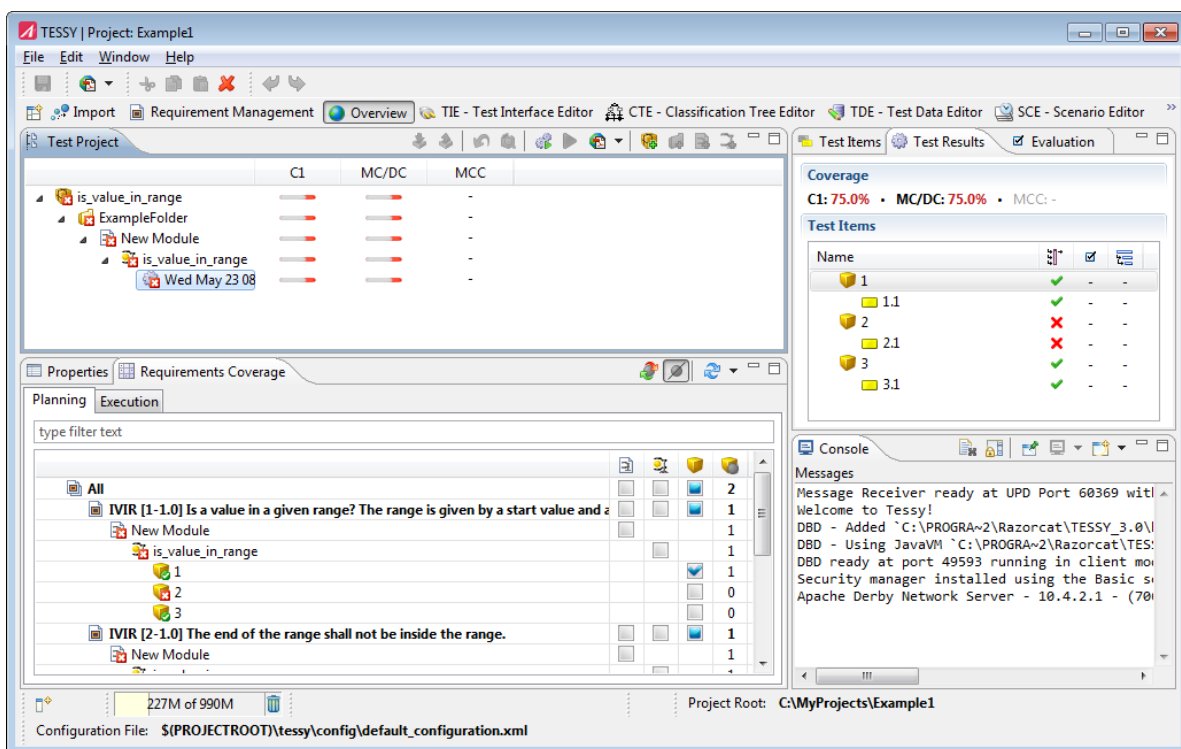 TESSY | Project: Example1
File Edit Window Help
Import Requirement Management Overview TIE - Test Interface Editor CTE - Classification Tree Editor TDE - Test Data Editor SCE - Scenario Editor »
Test Project
C1 MC/DC MCC
is_value_in_range -
ExampleFolder -
New Module -
is_value_in_range -
Wed May 23 08 -
Test Items Test Results Evaluation
Coverage
C1: 75.0% • MC/DC: 75.0% • MCC: -
Test Items
Name
1 - -
1.1 - -
2 - -
2.1 - -
3 - -
3.1 - -
Properties Requirements Coverage
Planning Execution
type filter text
All 2
IVIR [1-1.0] Is a value in a given range? The range is given by a start value and a 1
New Module 1
is_value_in_range 1
1 1
2 0
3 0
IVIR [2-1.0] The end of the range shall not be inside the range. 1
New Module 1
Console
Messages
Message Receiver ready at UPD Port 60369 with
Welcome to Tessy!
DBD - Added `C:\PROGRA~2\Razorcat\TESSY_3.0\
DBD - Using JavaVM `C:\PROGRA~2\Razorcat\TES
DBD ready at port 49593 running in client mo
Security manager installed using the Basic s
Apache Derby Network Server - 10.4.2.1 - (70
227M of 990M Project Root: C:\MyProjects\Example1
Configuration File: $(PROJECTROOT)\tessy\config\default_configuration.xml